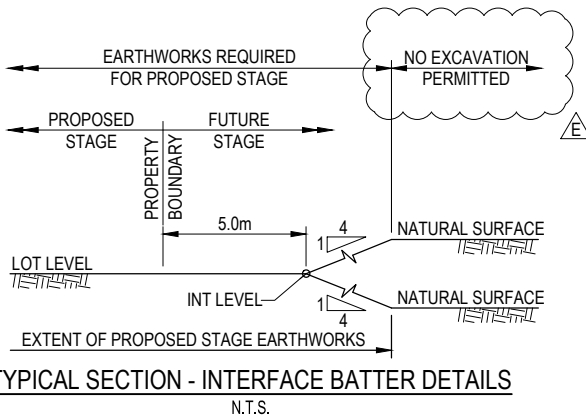 EARTHWORKS REQUIRED
FOR PROPOSED STAGE
NO EXCAVATION
PERMITTED
E
PROPOSED
STAGE
FUTURE
STAGE
PROPERTY
BOUNDARY
5.0m
4
1
NATURAL SURFACE
LOT LEVEL
INT LEVEL
1
4
NATURAL SURFACE
EXTENT OF PROPOSED STAGE EARTHWORKS
TYPICAL SECTION - INTERFACE BATTER DETAILS
N.T.S.